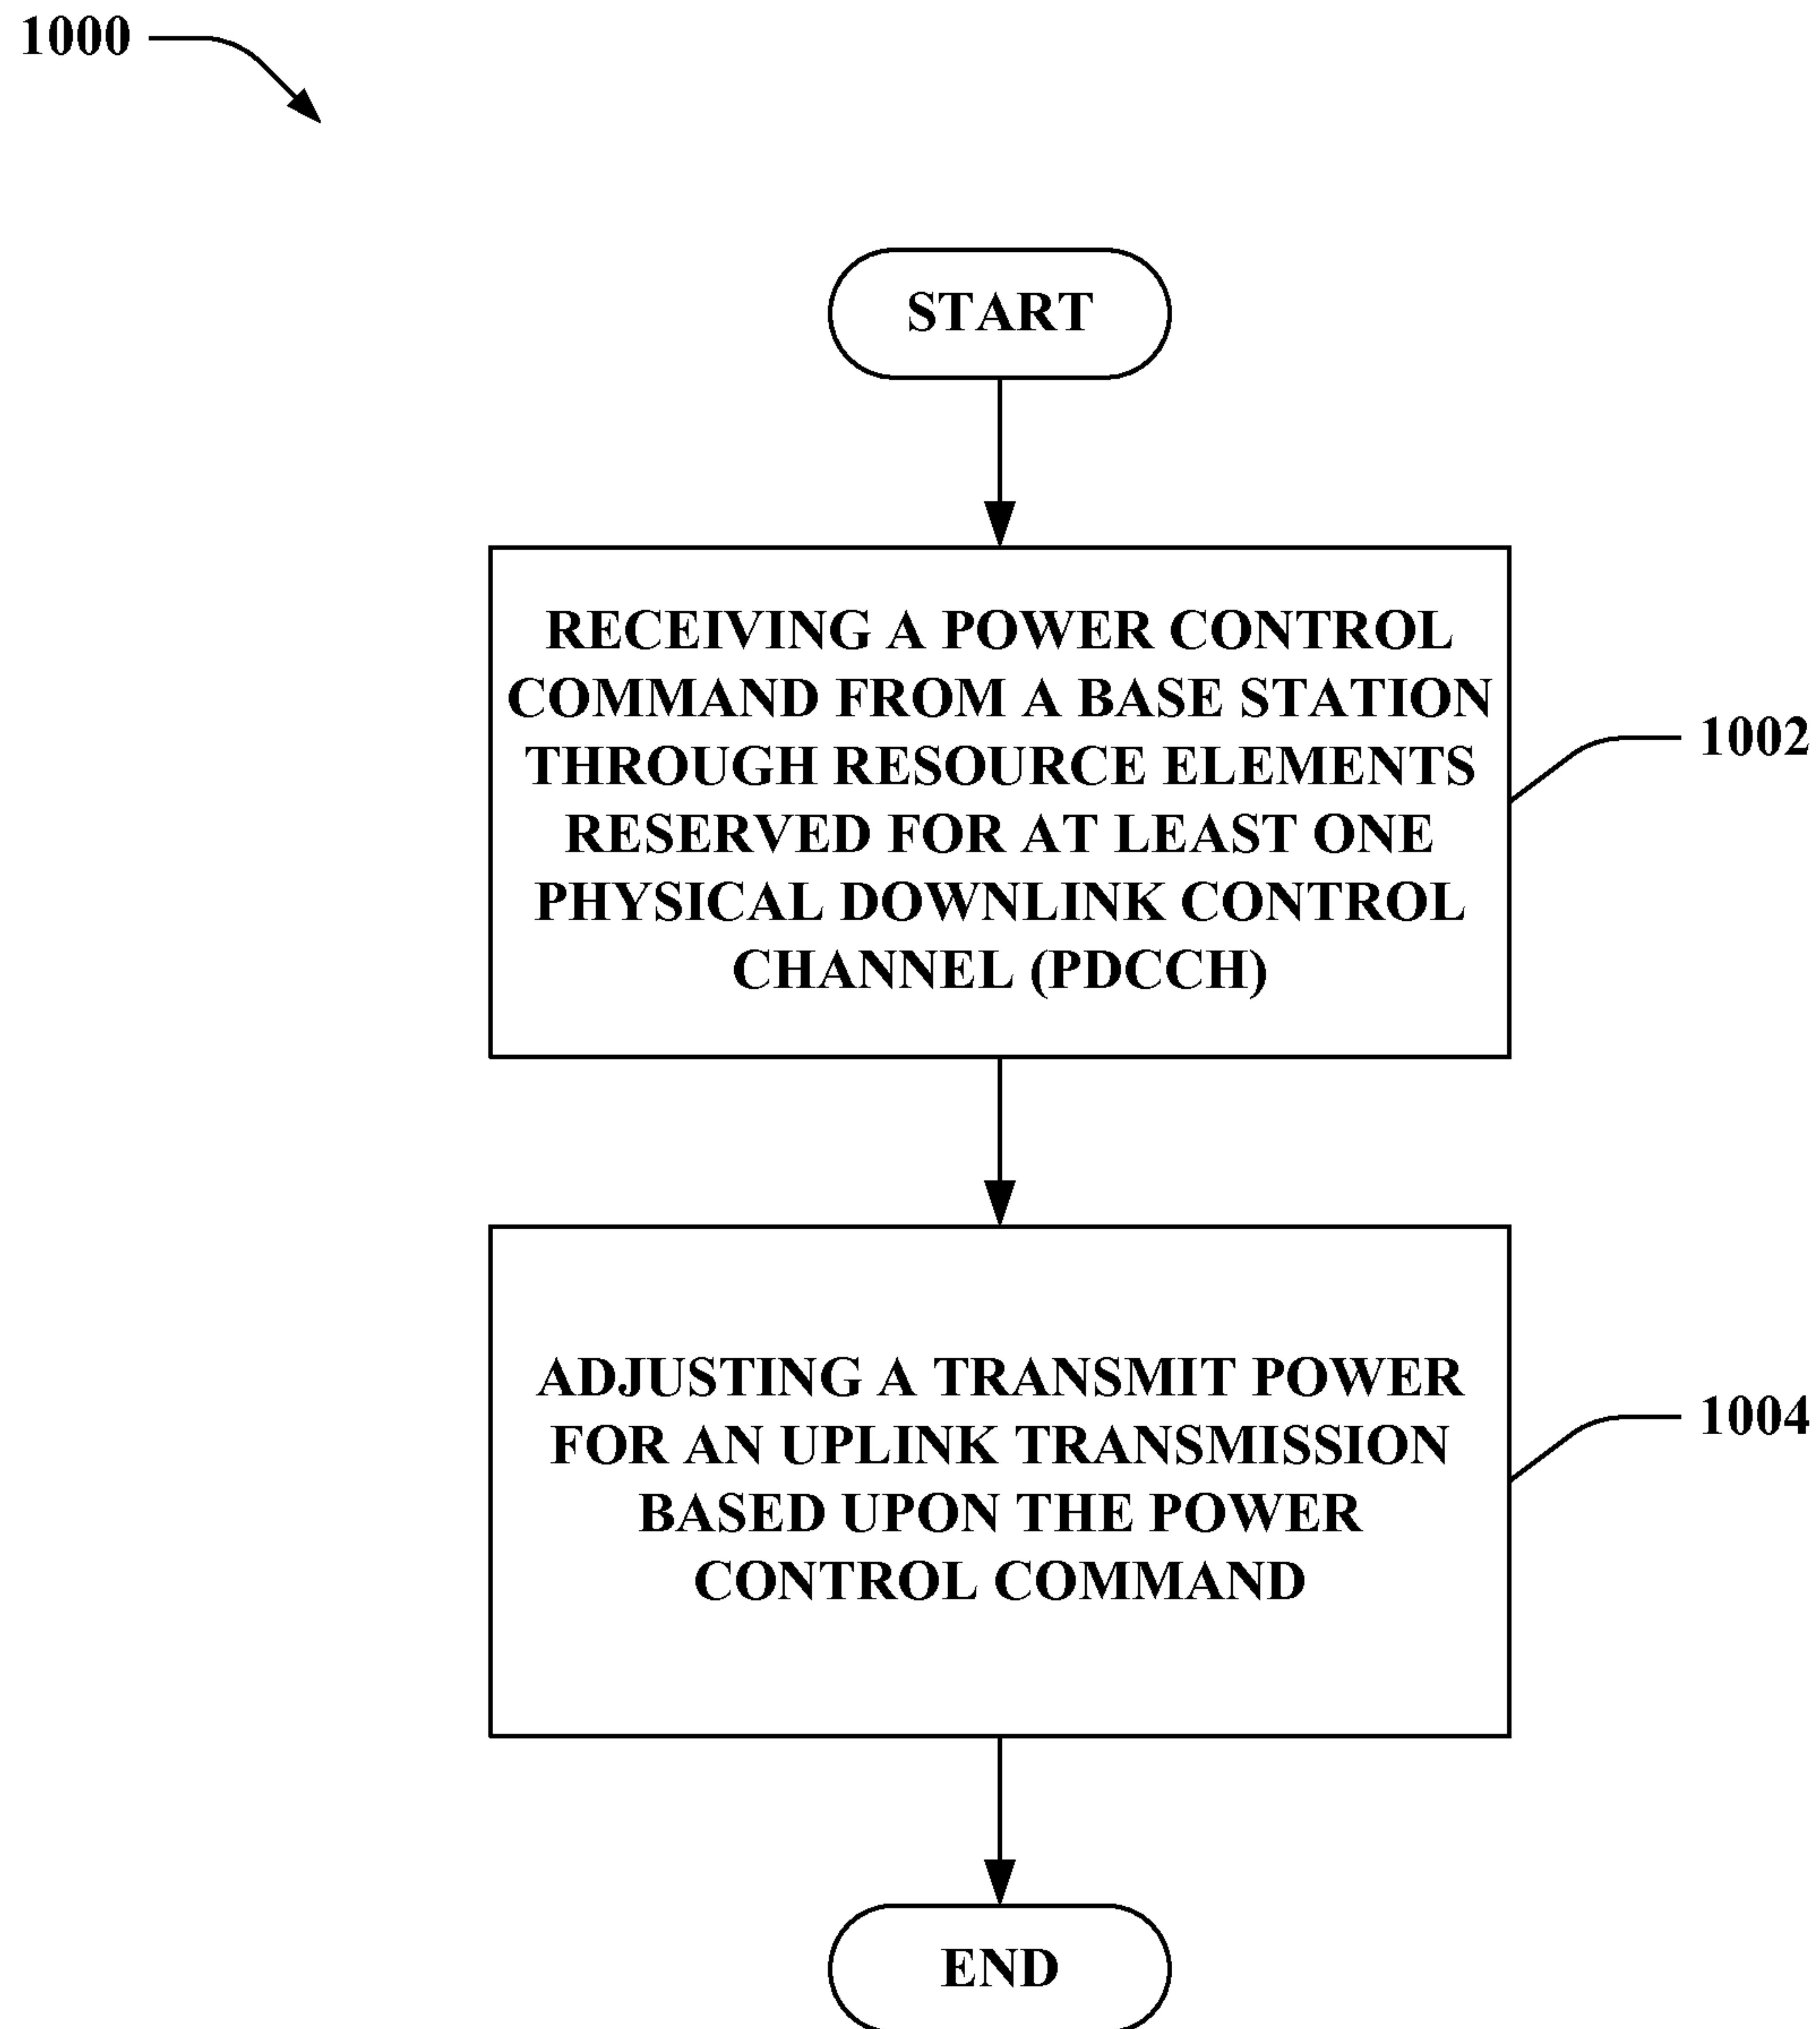 1000
START
RECEIVING A POWER CONTROL
COMMAND FROM A BASE STATION
THROUGH RESOURCE ELEMENTS
RESERVED FOR AT LEAST ONE
PHYSICAL DOWNLINK CONTROL
CHANNEL (PDCCH)
1002
ADJUSTING A TRANSMIT POWER
FOR AN UPLINK TRANSMISSION
BASED UPON THE POWER
CONTROL COMMAND
1004
END